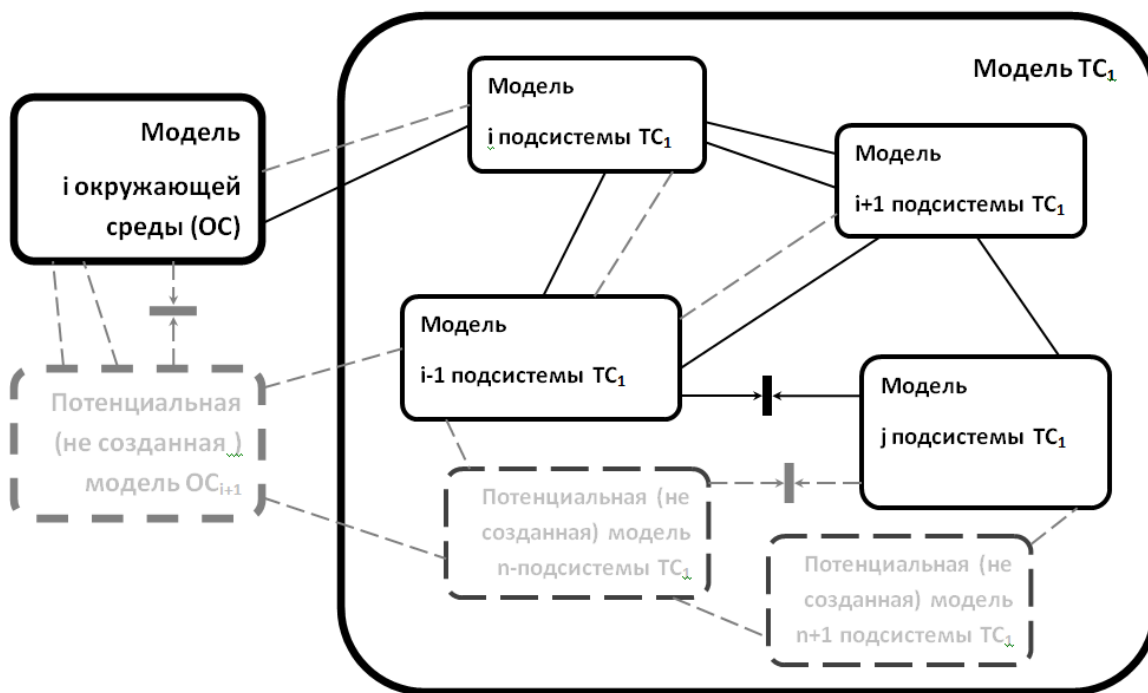 Модель ТС₁
Модель
i подсистемы ТС₁
Модель
i окружающей
среды (ОС)
Модель
i+1 подсистемы ТС₁
Модель
i-1 подсистемы ТС₁
Модель
j подсистемы ТС₁
Потенциальная
(не созданная )
модель ОСᵢ₊₁
Потенциальная (не
созданная) модель
n-подсистемы ТС₁
Потенциальная (не
созданная) модель
n+1 подсистемы ТС₁